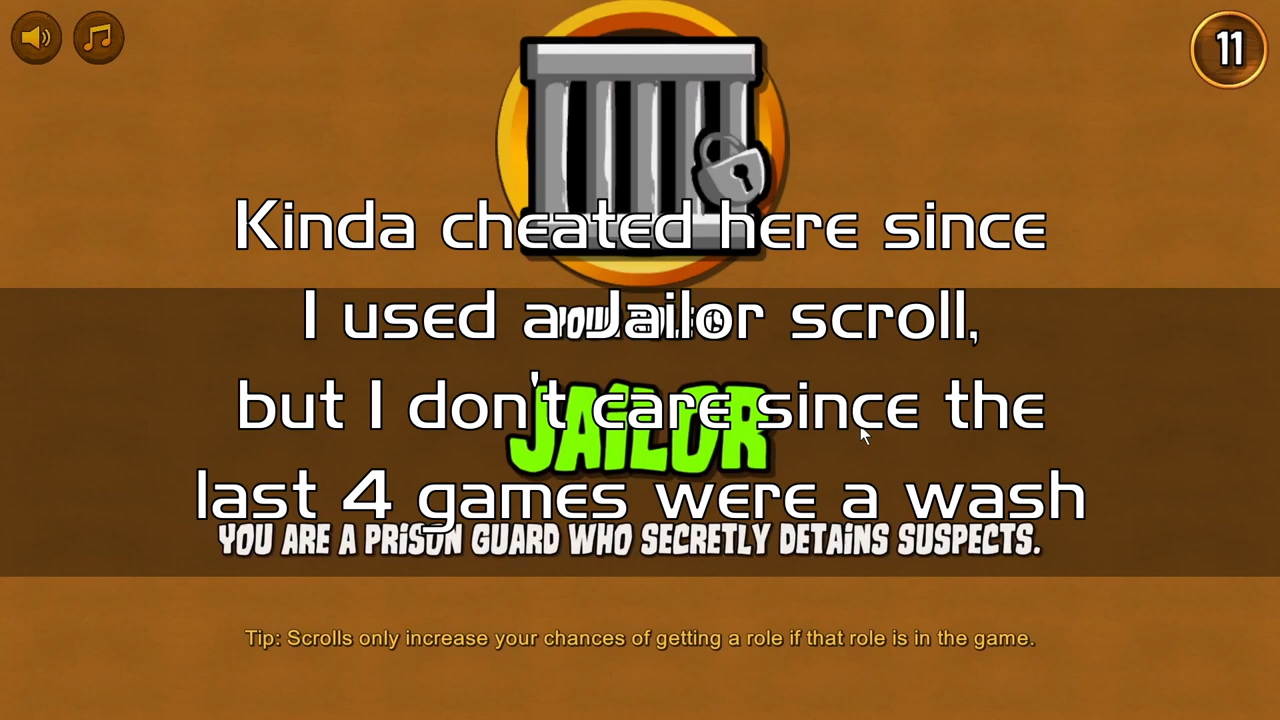 11
Kinda cheated here since
I used a Jailor scroll,
but I don't care since the
JAILOR
last 4 games were a wash
YOU ARE A PRISON GUARD WHO SECRETLY DETAINS SUSPECTS.
Tip: Scrolls only increase your chances of getting a role if that role is in the game.